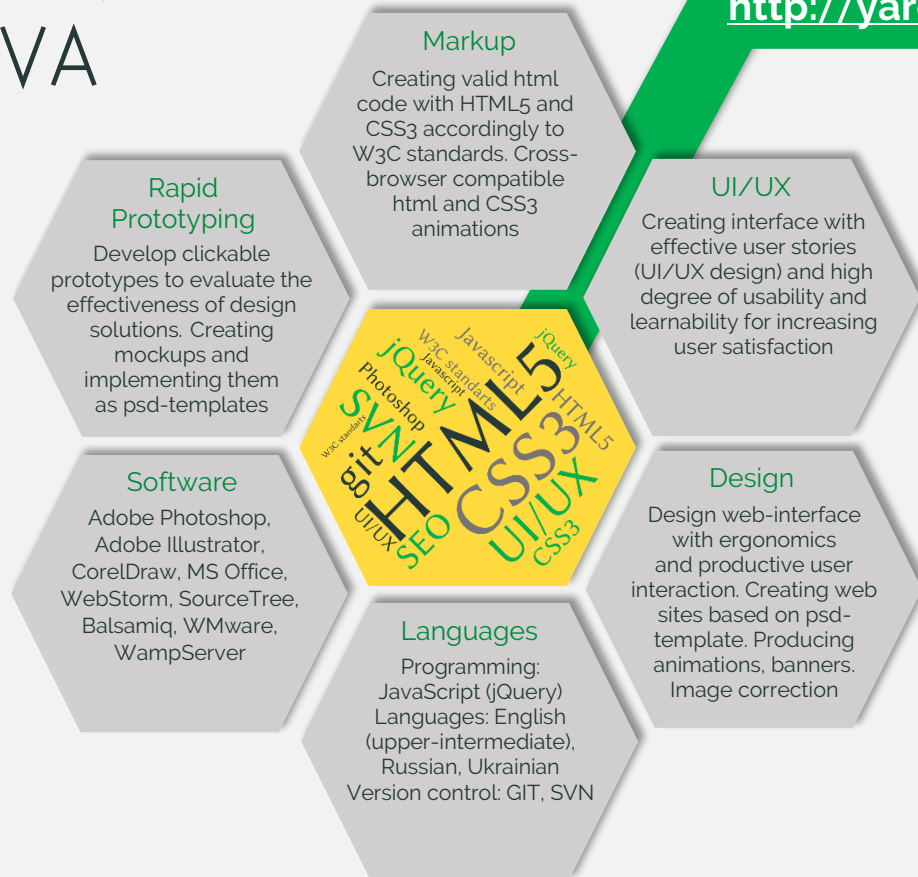 VA
http://yar
Markup
Creating valid html
code with HTML5 and
CSS3 accordingly to
W3C standards. Cross-
browser compatible
html and CSS3
animations
Rapid
Prototyping
Develop clickable
prototypes to evaluate the
effectiveness of design
solutions. Creating
mockups and
implementing them
as psd-templates
UI/UX
Creating interface with
effective user stories
(UI/UX design) and high
degree of usability and
learnability for increasing
user satisfaction
jQuery
Javascript
W3C standarts
Javascript
jQuery
Photoshop
HTML5
HTML5
SVN
W3C standarts
CSS3
git
UI/UX
UI/UX
SEO
CSS3
Software
Adobe Photoshop,
Adobe Illustrator,
CorelDraw, MS Office,
WebStorm, SourceTree,
Balsamiq, WMware,
WampServer
Design
Design web-interface
with ergonomics
and productive user
interaction. Creating web
sites based on psd-
template. Producing
animations, banners.
Image correction
Languages
Programming:
JavaScript (jQuery)
Languages: English
(upper-intermediate),
Russian, Ukrainian
Version control: GIT, SVN